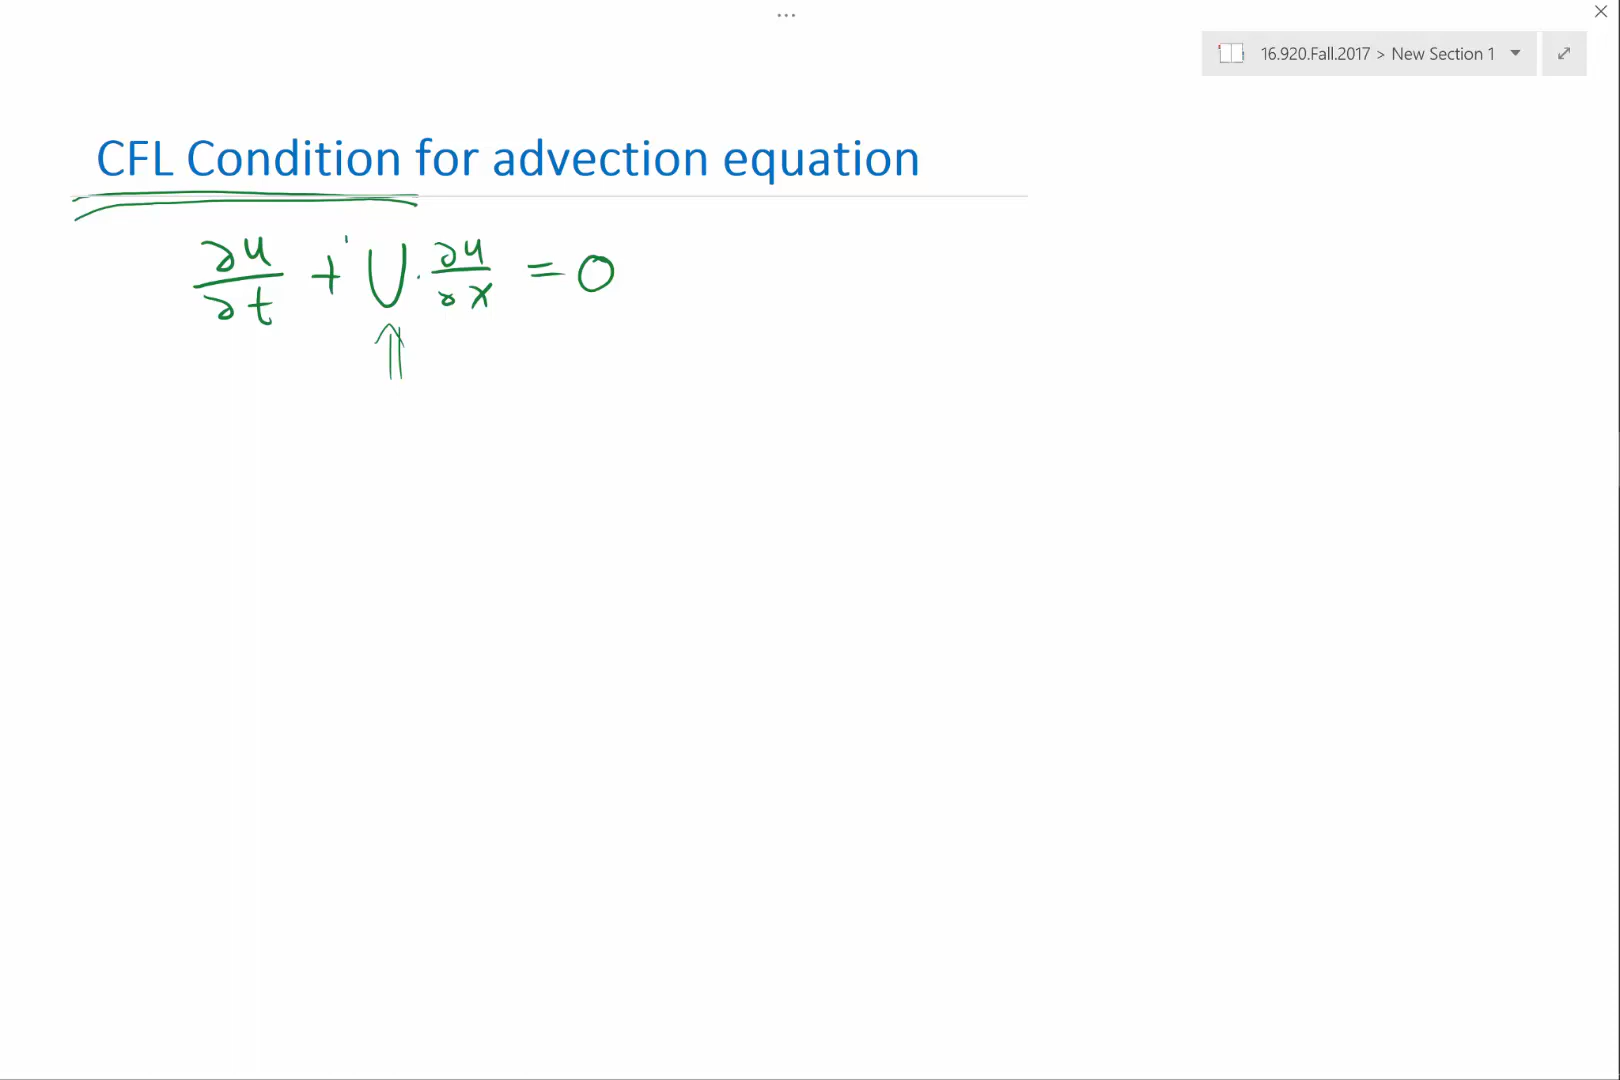 ...
16.920.Fall.2017 > New Section 1
CFL Condition for advection equation
∂u/∂t + U · ∂u/∂x = 0